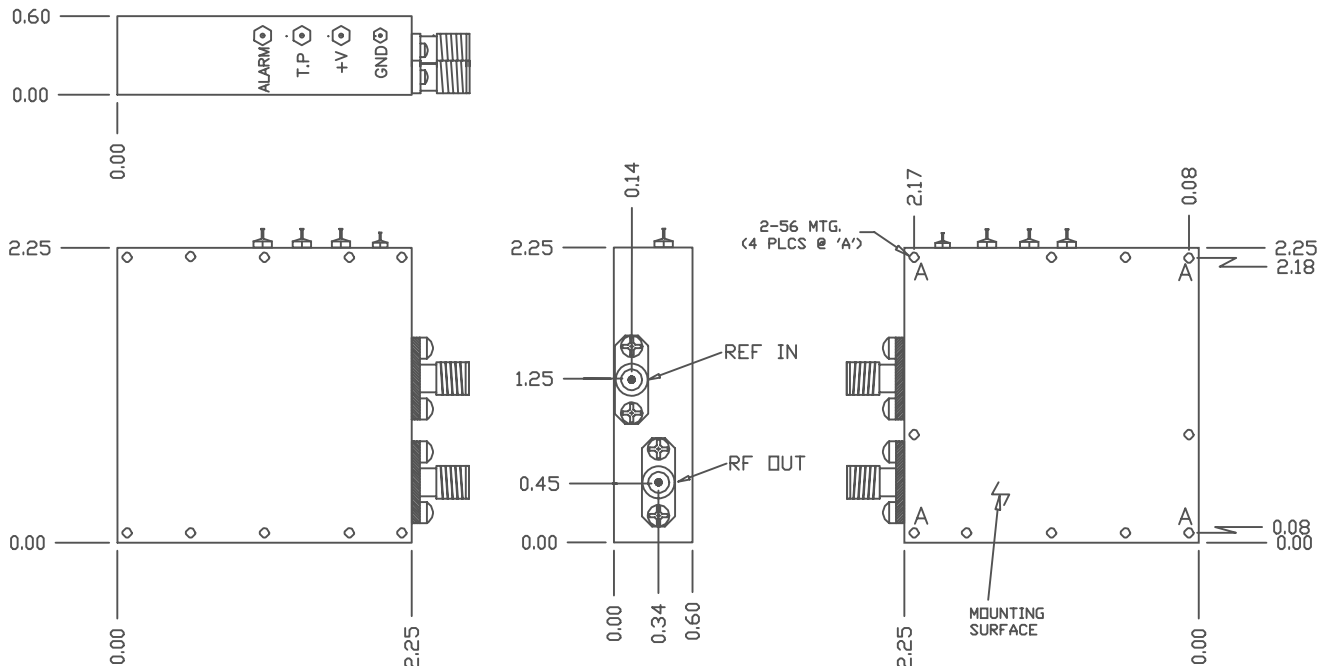 0.60
0.00
ALARM
T.P
+V
GND
0.00
2.25
0.00
0.00
2.25
0.14
2.25
1.25
0.45
0.00
REF IN
RF OUT
0.00
0.34
0.60
2.17
0.08
2-56 MTG.
(4 PLCS @ 'A')
A
A
2.25
2.18
A
A
0.08
0.00
MOUNTING
SURFACE
2.25
0.00